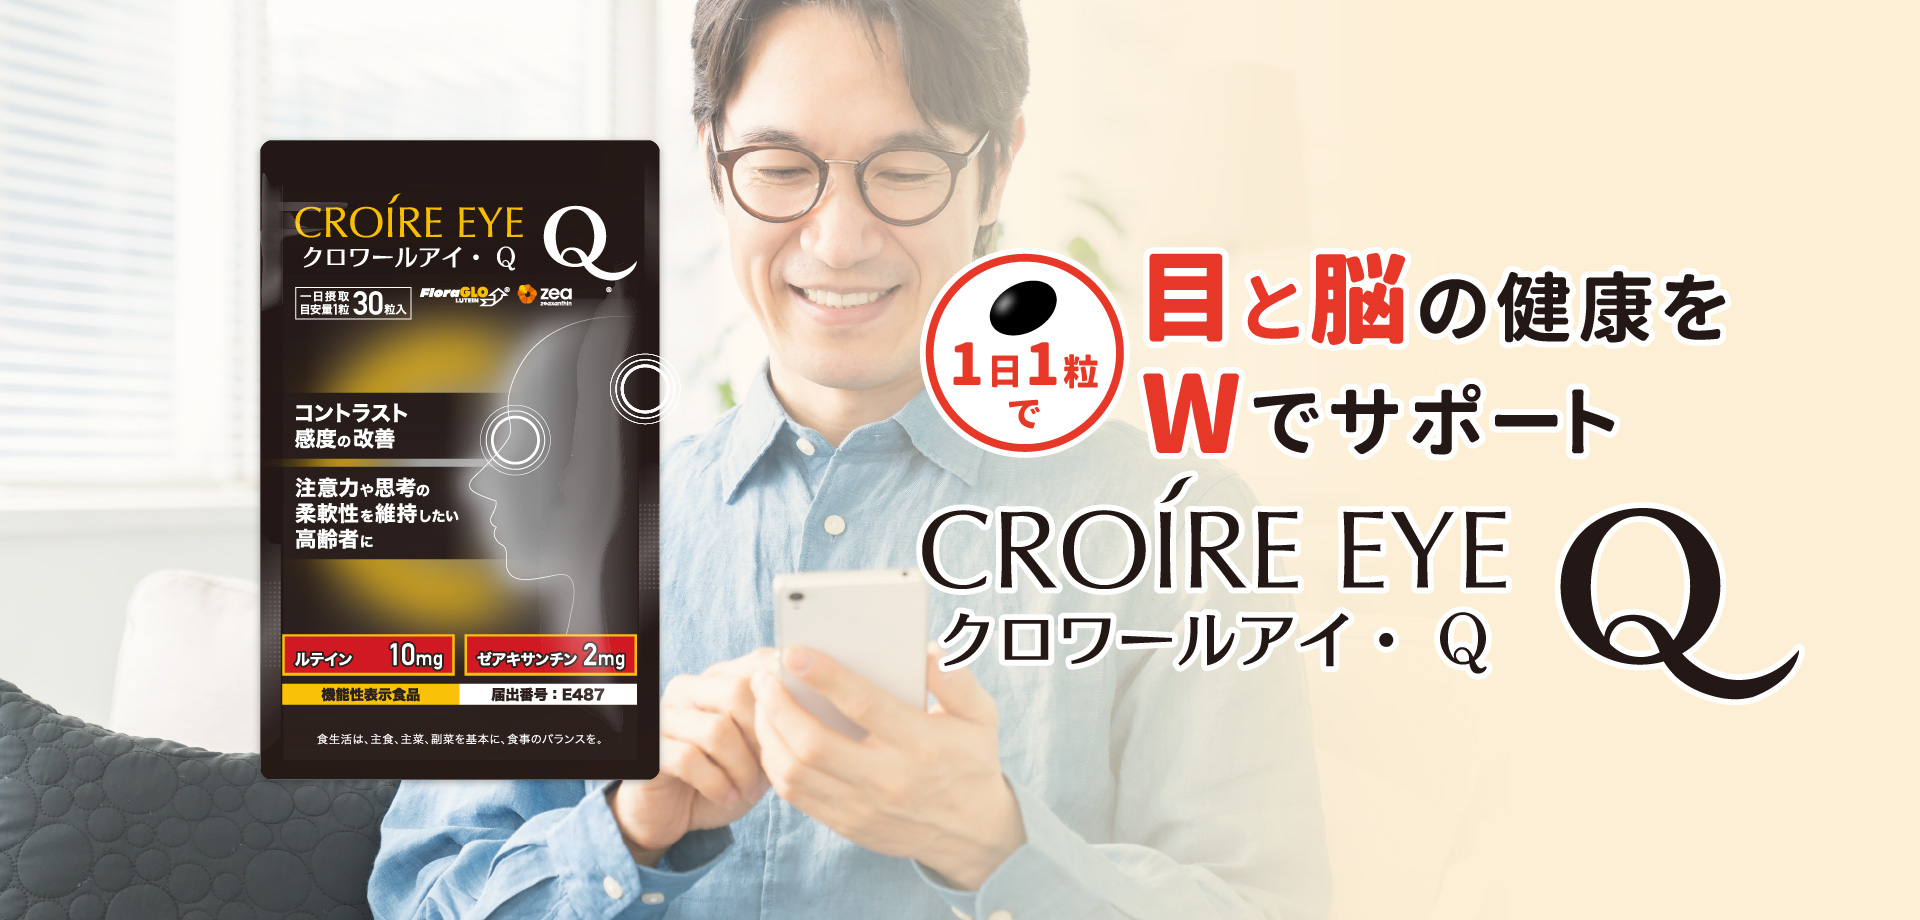 CROÍRE EYE Q
クロワールアイ・ Q
一日摂取
目安量1粒 30粒入
FloraGLO®
LUTEIN
zea ®
zeaxanthin
コントラスト
感度の改善
注意力や思考の
柔軟性を維持したい
高齢者に
ルテイン 10mg
ゼアキサンチン 2mg
機能性表示食品
届出番号：E487
食生活は、主食、主菜、副菜を基本に、食事のバランスを。
1日1粒
で
目と脳の健康を
Wでサポート
CROÍRE EYE Q
クロワールアイ・ Q